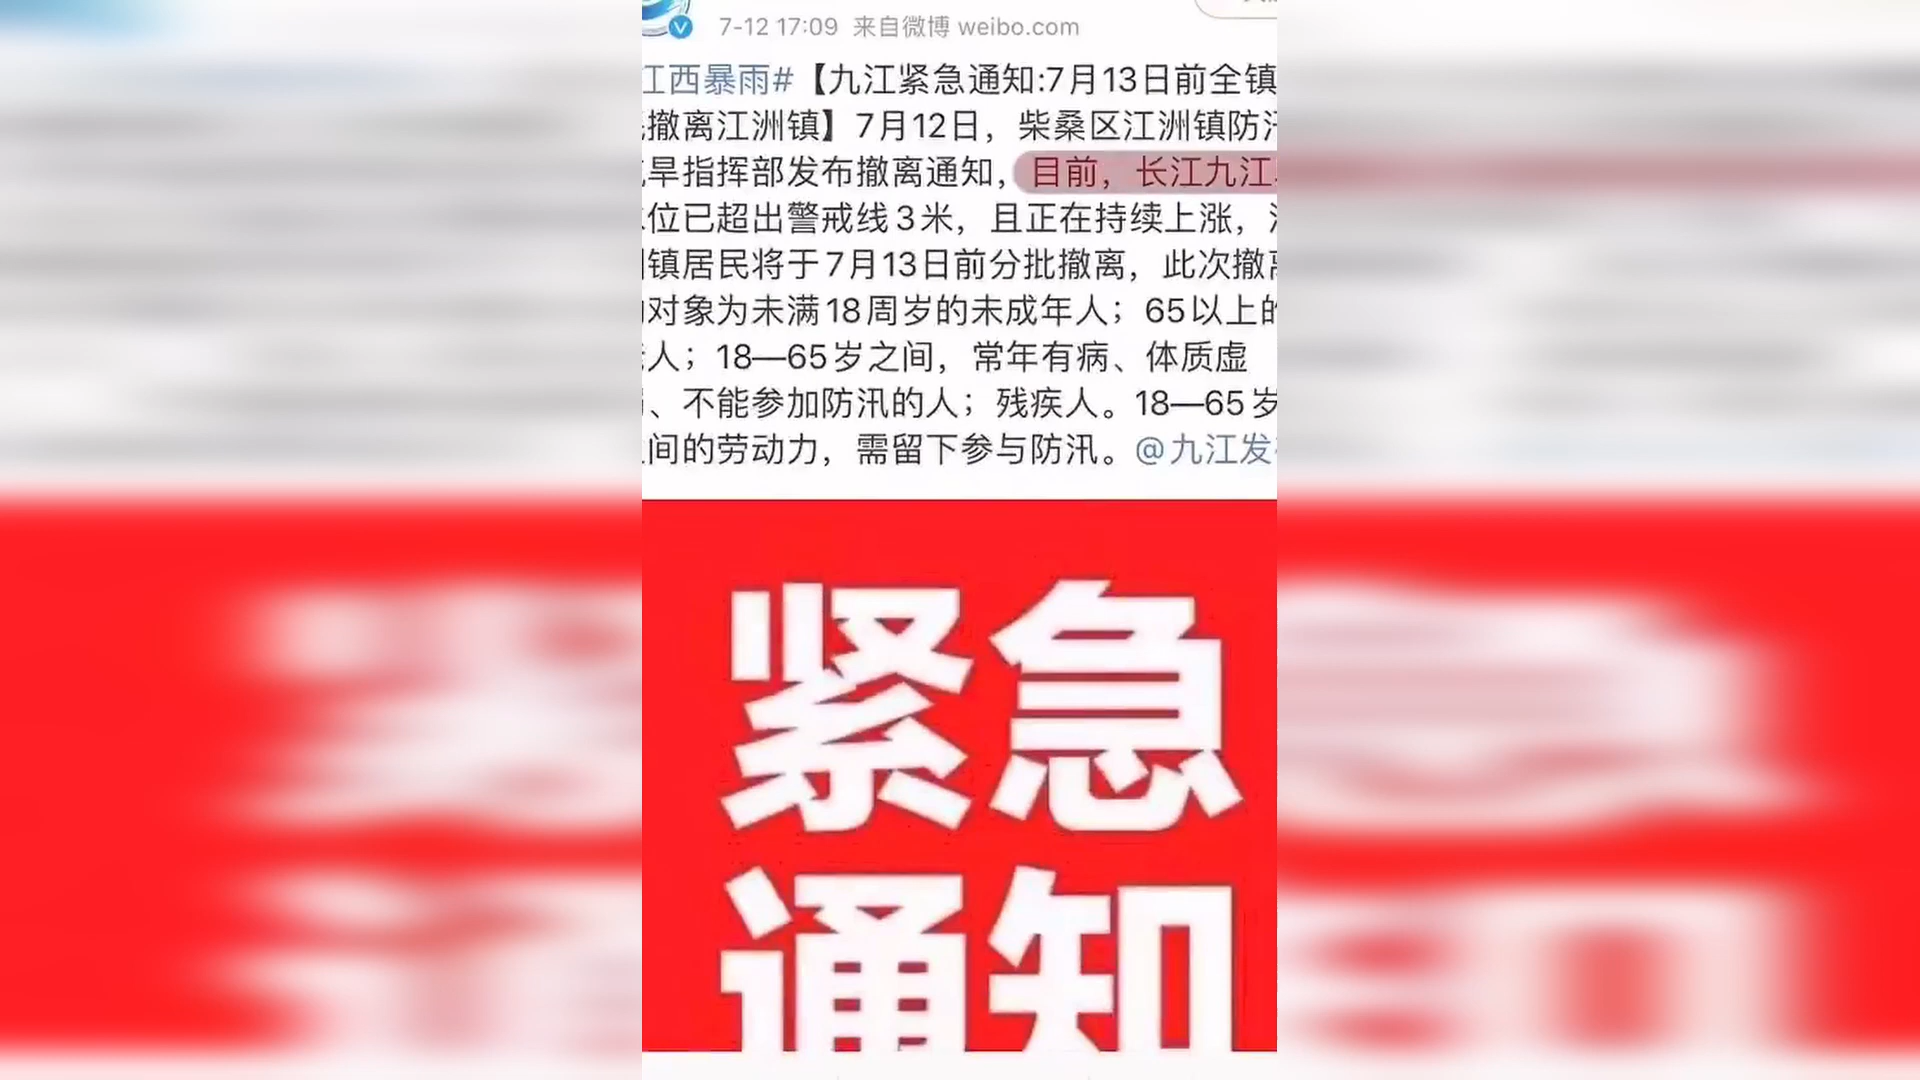 7-12 17:09 来自微博 weibo.com
江西暴雨#【九江紧急通知:7月13日前全镇
撤离江洲镇】7月12日，柴桑区江洲镇防汛
旱指挥部发布撤离通知，目前，长江九江
位已超出警戒线3米，且正在持续上涨，
镇居民将于7月13日前分批撤离，此次撤离
对象为未满18周岁的未成年人；65以上的
人；18—65岁之间，常年有病、体质虚
、不能参加防汛的人；残疾人。18—65岁
间的劳动力，需留下参与防汛。@九江发
紧急
通知